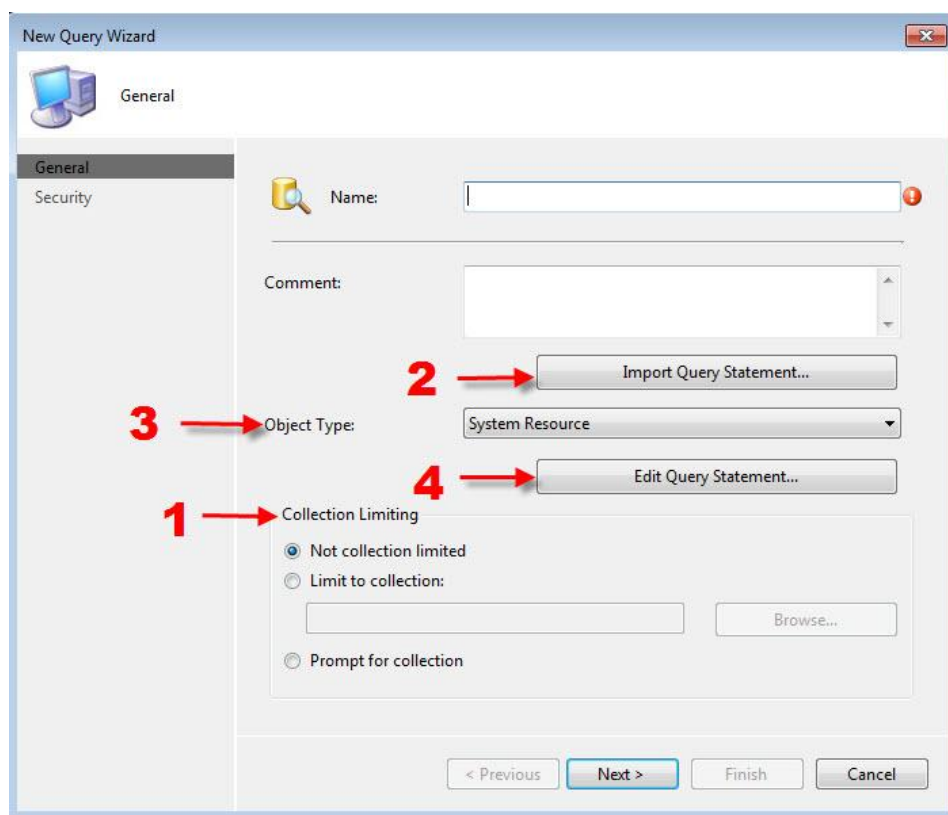 New Query Wizard
General
General
Security
Name:
Comment:
2
Import Query Statement...
3
Object Type:
System Resource
4
Edit Query Statement...
1
Collection Limiting
Not collection limited
Limit to collection:
Browse...
Prompt for collection
< Previous Next > Finish Cancel